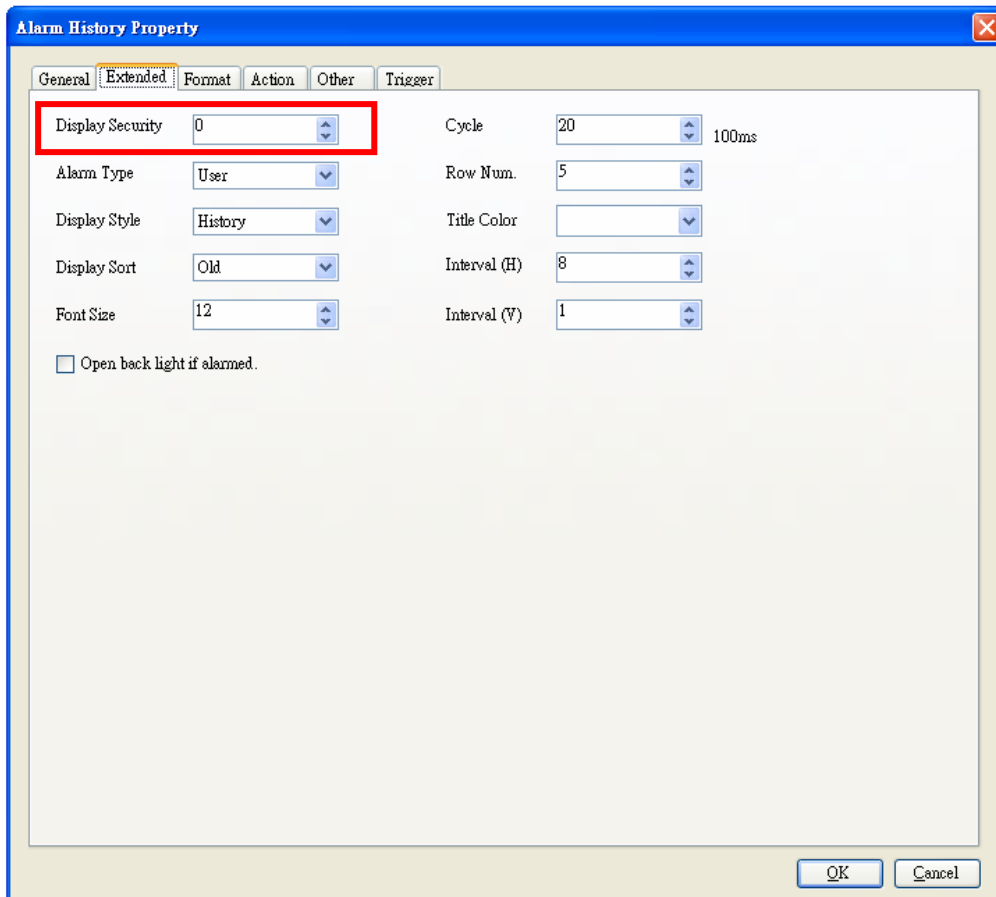 Alarm History Property
General Extended Format Action Other Trigger
Display Security 0 Cycle 20 100ms
Alarm Type User Row Num. 5
Display Style History Title Color
Display Sort Old Interval (H) 8
Font Size 12 Interval (V) 1
Open back light if alarmed.
OK Cancel